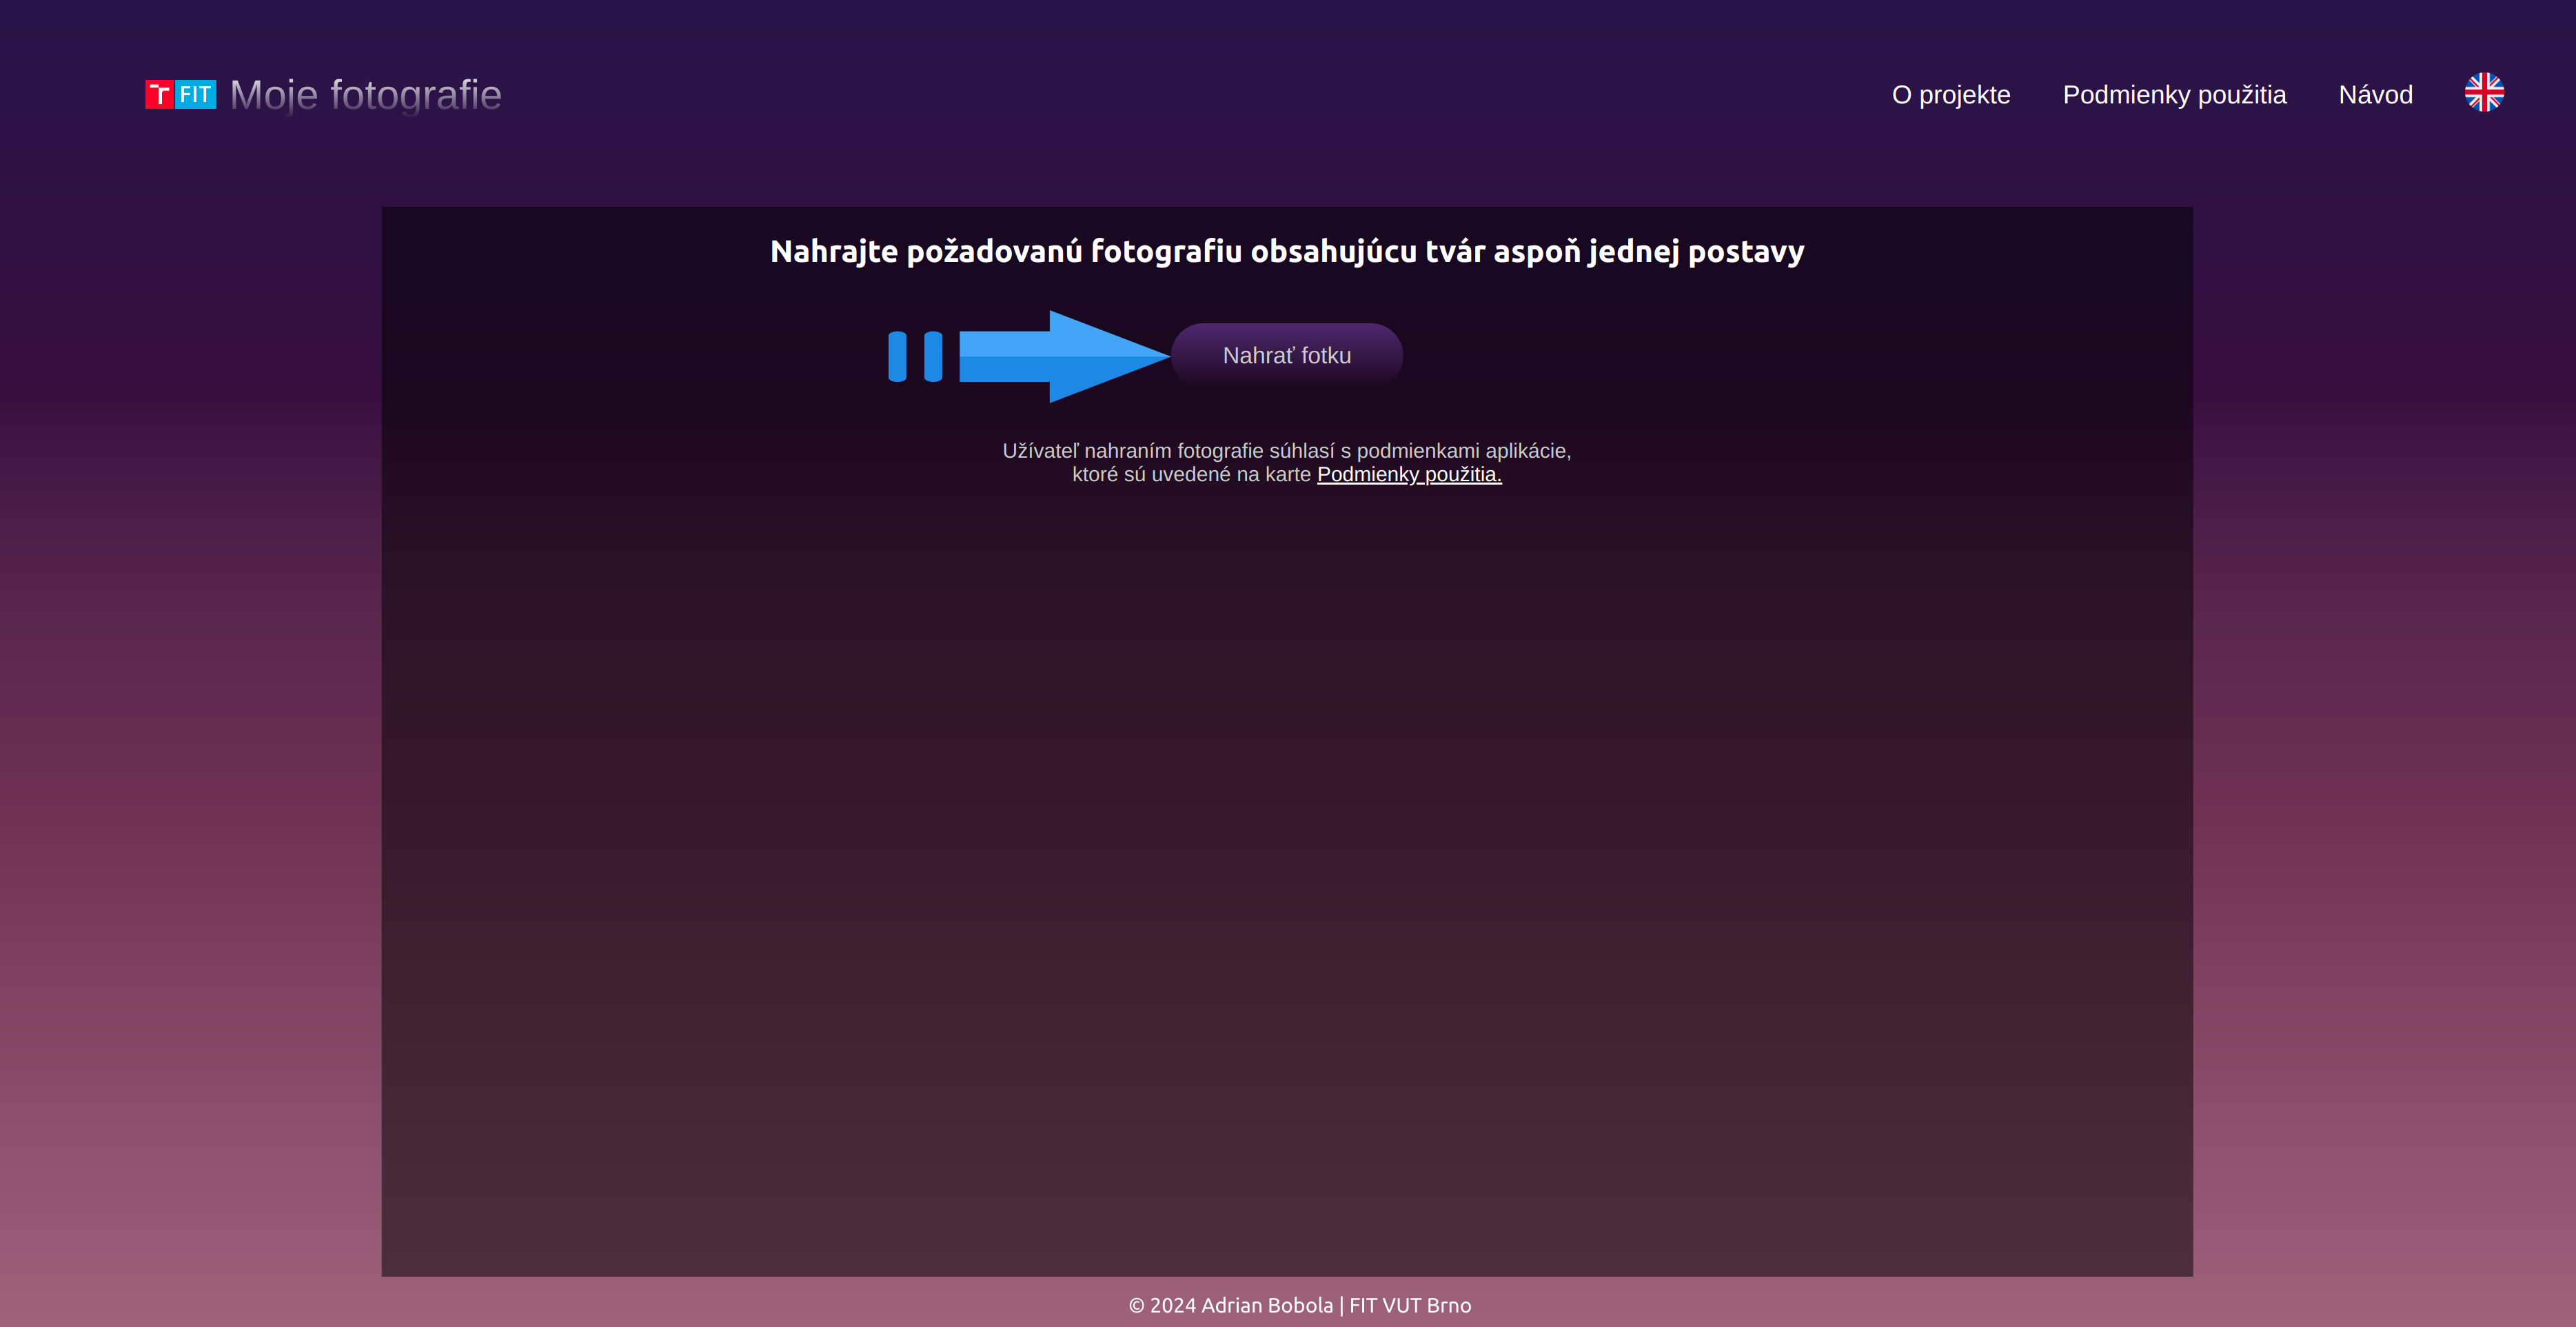 T FIT Moje fotografie
O projekte Podmienky použitia Návod
Nahrajte požadovanú fotografiu obsahujúcu tvár aspoň jednej postavy
Nahrať fotku
Užívateľ nahraním fotografie súhlasí s podmienkami aplikácie,
ktoré sú uvedené na karte Podmienky použitia.
© 2024 Adrian Bobola | FIT VUT Brno